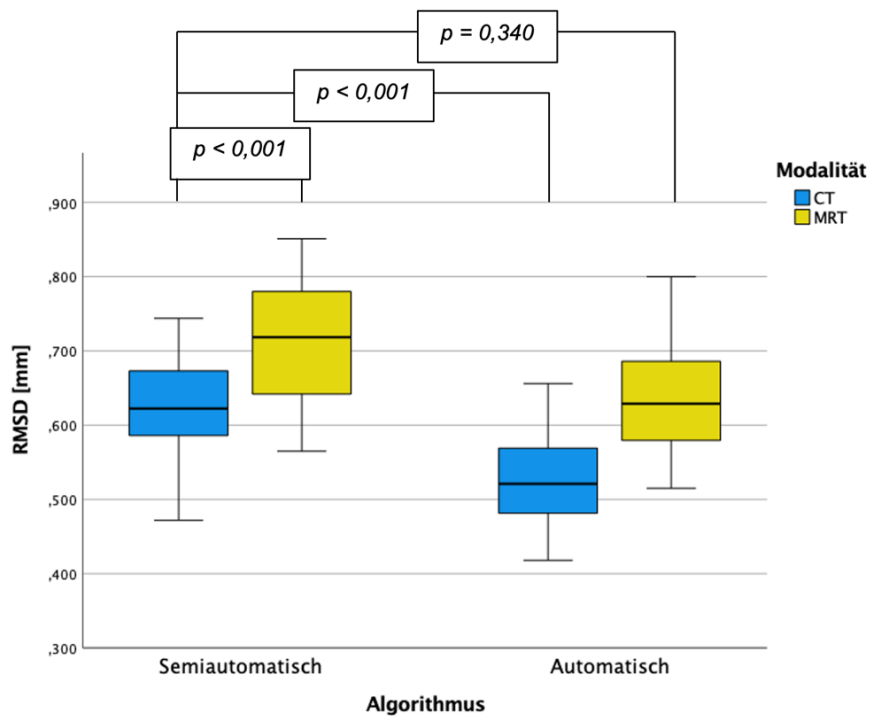 p = 0,340
p < 0,001
p < 0,001
Modalität
CT
MRT
,900
,800
,700
,600
,500
,400
,300
RMSD [mm]
Semiautomatisch
Automatisch
Algorithmus